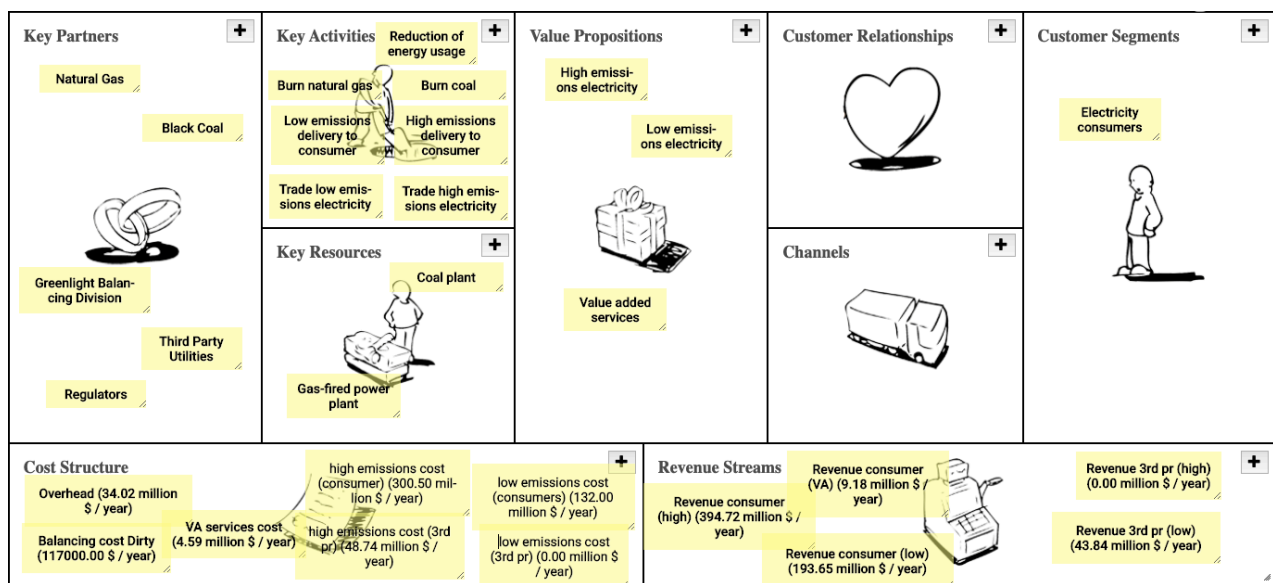 Key Partners
Natural Gas
Black Coal
Greenlight Balan-
cing Division
Third Party
Utilities
Regulators
Key Activities
Reduction of
energy usage
Burn natural gas
Burn coal
Low emissions
delivery to
consumer
High emissions
delivery to
consumer
Trade low emis-
sions electricity
Trade high emis-
sions electricity
Key Resources
Coal plant
Gas-fired power
plant
Value Propositions
High emissi-
ons electricity
Low emissi-
ons electricity
Value added
services
Customer Relationships
Channels
Customer Segments
Electricity
consumers
Cost Structure
Overhead (34.02 million
$ / year)
Balancing cost Dirty
(117000.00 $ / year)
VA services cost
(4.59 million $ / year)
high emissions cost
(consumer) (300.50 mil-
lion $ / year)
high emissions cost (3rd
pr) (48.74 million $ /
year)
low emissions cost
(consumers) (132.00
million $ / year)
low emissions cost
(3rd pr) (0.00 million $
/ year)
Revenue Streams
Revenue consumer
(high) (394.72 million $ /
year)
Revenue consumer
(VA) (9.18 million $ /
year)
Revenue consumer (low)
(193.65 million $ / year)
Revenue 3rd pr (high)
(0.00 million $ / year)
Revenue 3rd pr (low)
(43.84 million $ / year)